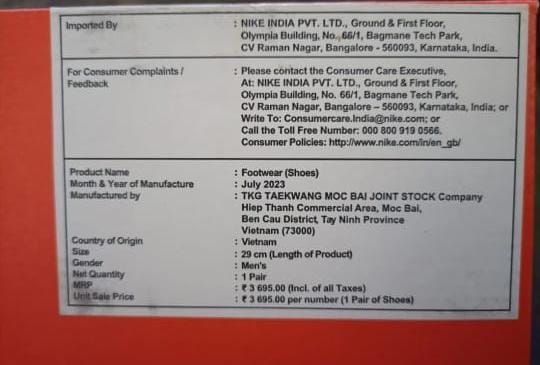 Imported By : NIKE INDIA PVT. LTD., Ground & First Floor,
Olympia Building, No. 66/1, Bagmane Tech Park,
CV Raman Nagar, Bangalore - 560093, Karnataka, India.
For Consumer Complaints / : Please contact the Consumer Care Executive,
Feedback At: NIKE INDIA PVT. LTD., Ground & First Floor,
Olympia Building, No. 66/1, Bagmane Tech Park,
CV Raman Nagar, Bangalore – 560093, Karnataka, India; or
Write To: Consumercare.India@nike.com; or
Call the Toll Free Number: 000 800 919 0566.
Consumer Policies: http://www.nike.com/in/en_gb/
Product Name : Footwear (Shoes)
Month & Year of Manufacture : July 2023
Manufactured by : TKG TAEKWANG MOC BAI JOINT STOCK Company
Hiep Thanh Commercial Area, Moc Bai,
Ben Cau District, Tay Ninh Province
Vietnam (73000)
Country of Origin : Vietnam
Size : 29 cm (Length of Product)
Gender : Men's
Net Quantity : 1 Pair
MRP : ₹ 3 695.00 (Incl. of all Taxes)
Unit Sale Price : ₹ 3 695.00 per number (1 Pair of Shoes)